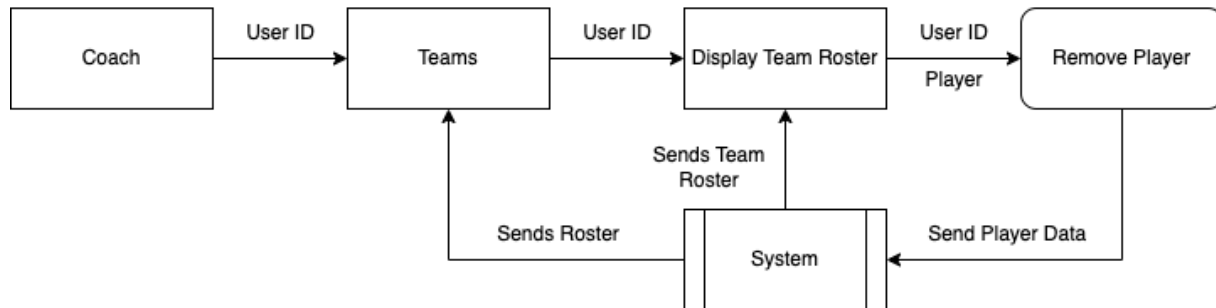 User ID
User ID
User ID
Coach
Teams
Display Team Roster
Remove Player
Player
Sends Team
Roster
Sends Roster
Send Player Data
System